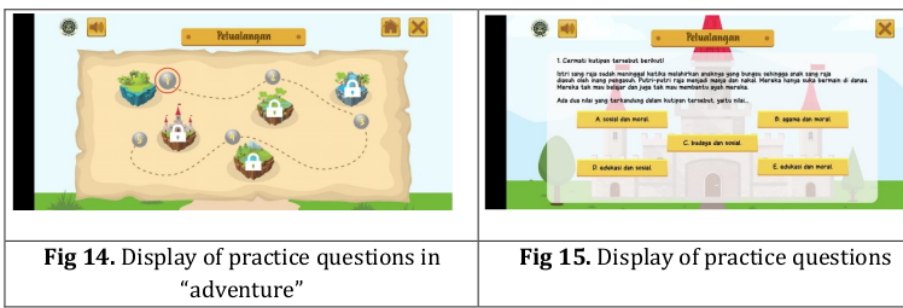 Petualangan
Petualangan
1. Cermati kutipan tersebut berikut!
Istri sang raja sudah meninggal ketika melahirkan anaknya yang bungsu sehingga anak sang raja
diasuh oleh inang pengasuh. Putri-putri raja menjadi manja dan nakal. Mereka hanya suka bermain di danau.
Mereka tak mau belajar dan juga tak mau membantu ayah mereka.
Ada dua nilai yang terkandung dalam kutipan tersebut, yaitu nilai...
A. sosial dan moral.
B. agama dan moral.
C. budaya dan sosial.
D. edukasi dan sosial.
E. edukasi dan moral.
Fig 14. Display of practice questions in
“adventure”
Fig 15. Display of practice questions